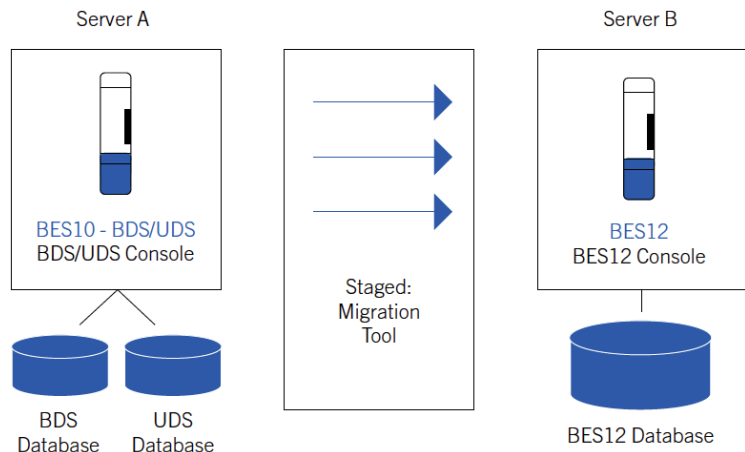 Server A
BES10 - BDS/UDS
BDS/UDS Console
BDS
Database
UDS
Database
Staged:
Migration
Tool
Server B
BES12
BES12 Console
BES12 Database